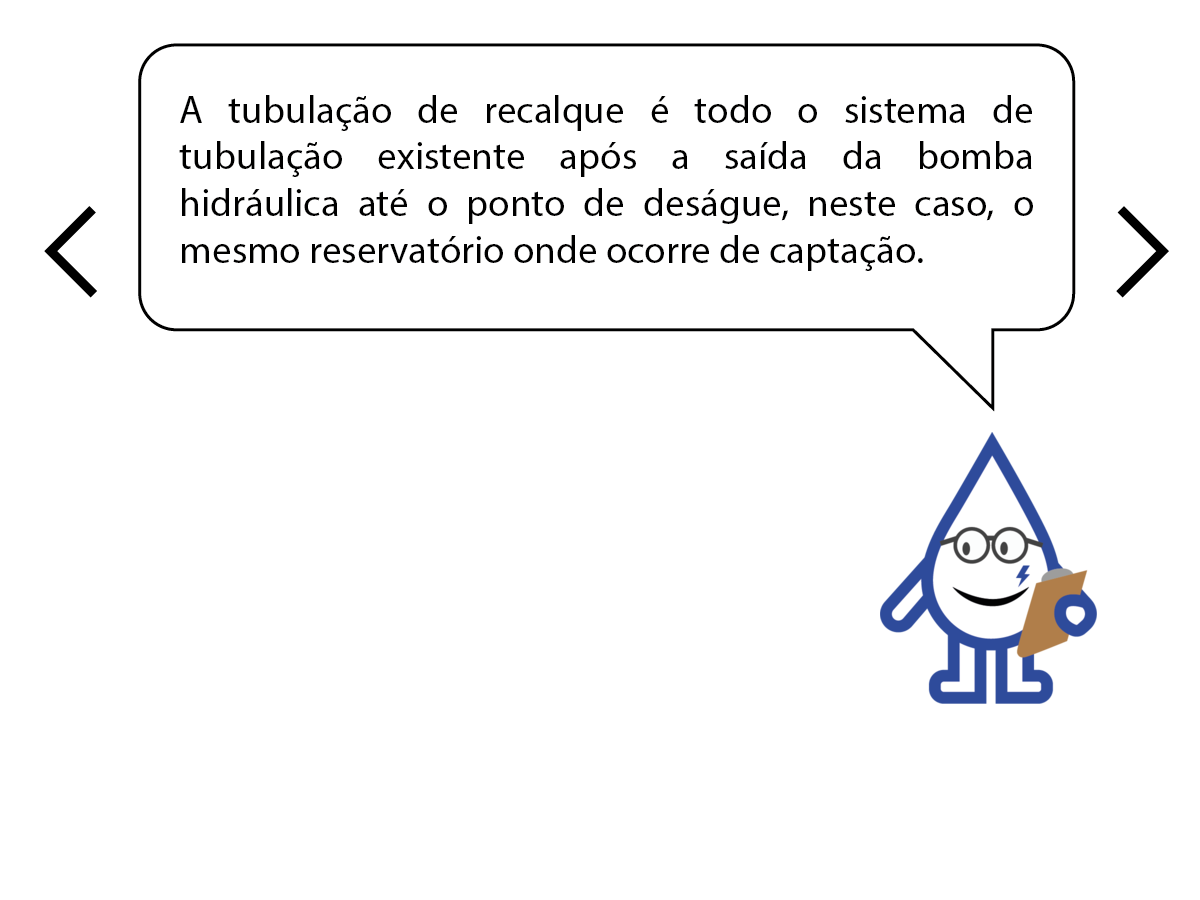 A tubulação de recalque é todo o sistema de
tubulação existente após a saída da bomba
hidráulica até o ponto de deságue, neste caso, o
mesmo reservatório onde ocorre de captação.